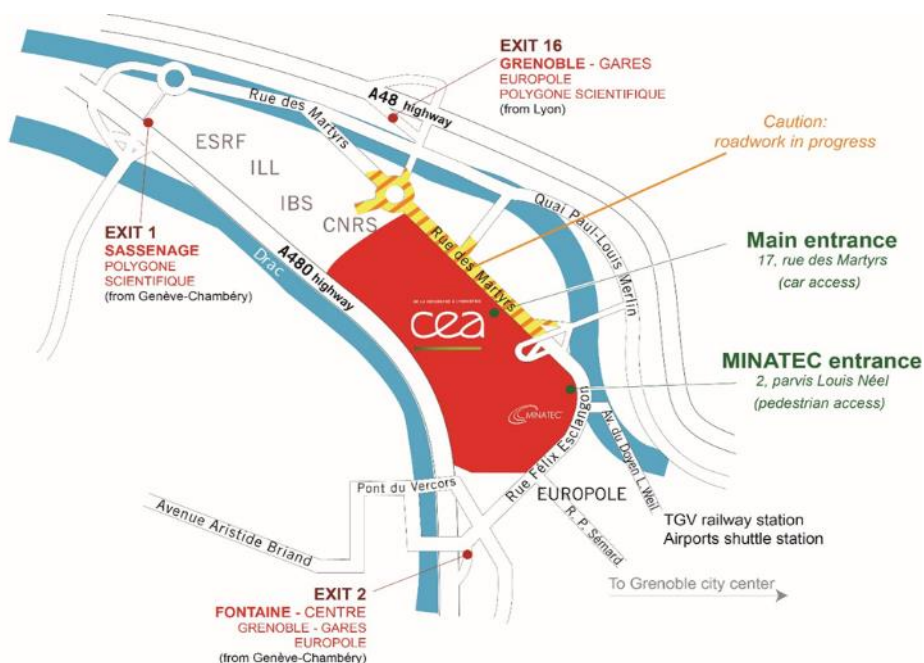 EXIT 16
GRENOBLE - GARES
EUROPOLE
POLYGONE SCIENTIFIQUE
(from Lyon)
A48 highway
Rue des Martyrs
Caution:
roadwork in progress
ESRF
ILL
IBS
CNRS
EXIT 1
SASSENAGE
POLYGONE
SCIENTIFIQUE
(from Genève-Chambéry)
Drac
A480 highway
Rue des Martyrs
Quai Paul-Louis Merlin
Main entrance
17, rue des Martyrs
(car access)
DE LA RECHERCHE À L'INDUSTRIE
cea
MINATEC entrance
2, parvis Louis Néel
(pedestrian access)
MINATEC
Rue Félix Esclangon
Av. du Doyen L. Weil
Pont du Vercors
EUROPOLE
R. P. Sémard
Avenue Aristide Briand
TGV railway station
Airports shuttle station
To Grenoble city center
EXIT 2
FONTAINE - CENTRE
GRENOBLE - GARES
EUROPOLE
(from Genève-Chambéry)